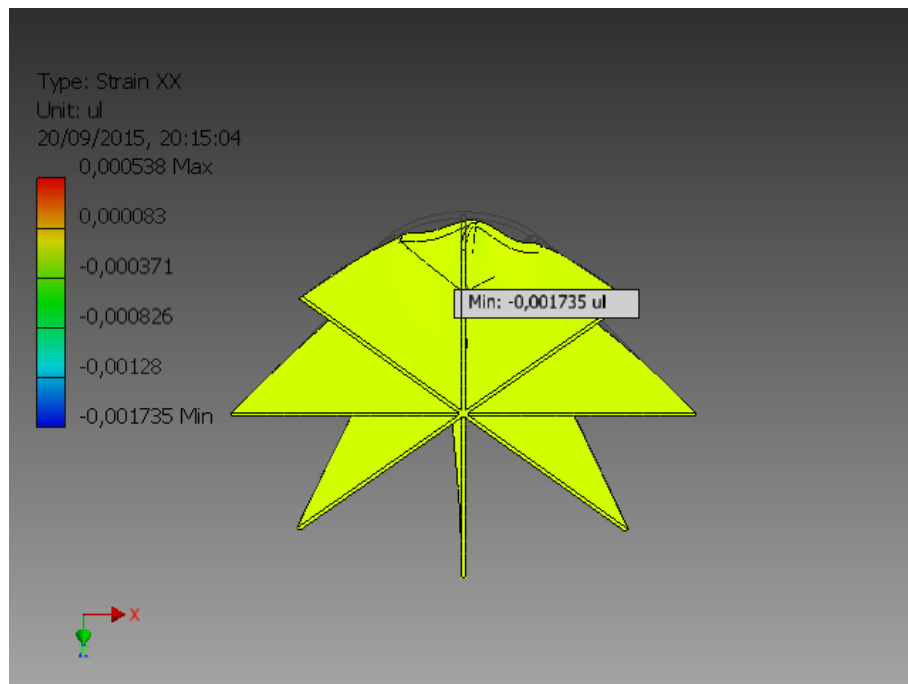 Type: Strain XX
Unit: ul
20/09/2015, 20:15:04
0,000538 Max
0,000083
-0,000371
-0,000826
-0,00128
-0,001735 Min
Min: -0,001735 ul
X